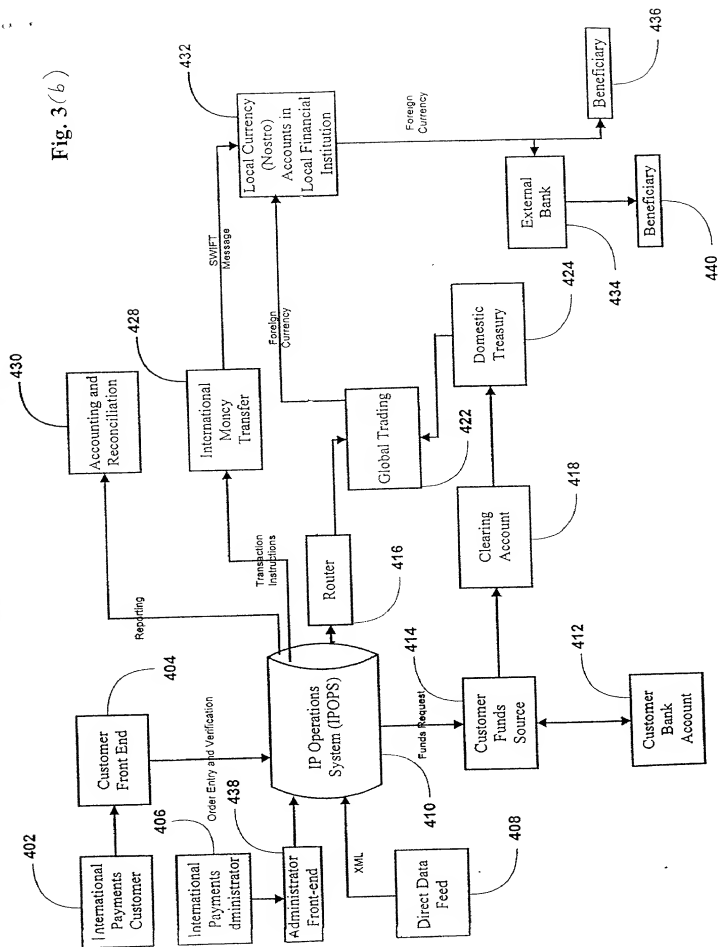 Fig. 3(b)
402
International
Payments
Customer
404
Customer
Front End
406
International
Payments
dministrator
438
Administrator
Front-end
Order Entry and Verification
XML
408
Direct Data
Feed
410
IP Operations
System (IPOPS)
Reporting
430
Accounting and
Reconciliation
Transaction
Instructions
428
International
Moncy
Transfer
SWIFT
Message
432
Local Currency
(Nostro)
Accounts in
Local Financial
Institution
Router
416
Foreign
Currency
Global Trading
422
Funds Request
414
Customer
Funds
Source
412
Customer
Bank
Account
Clearing
Account
418
Domestic
Treasury
424
Foreign
Currency
External
Bank
434
Beneficiary
436
Beneficiary
440